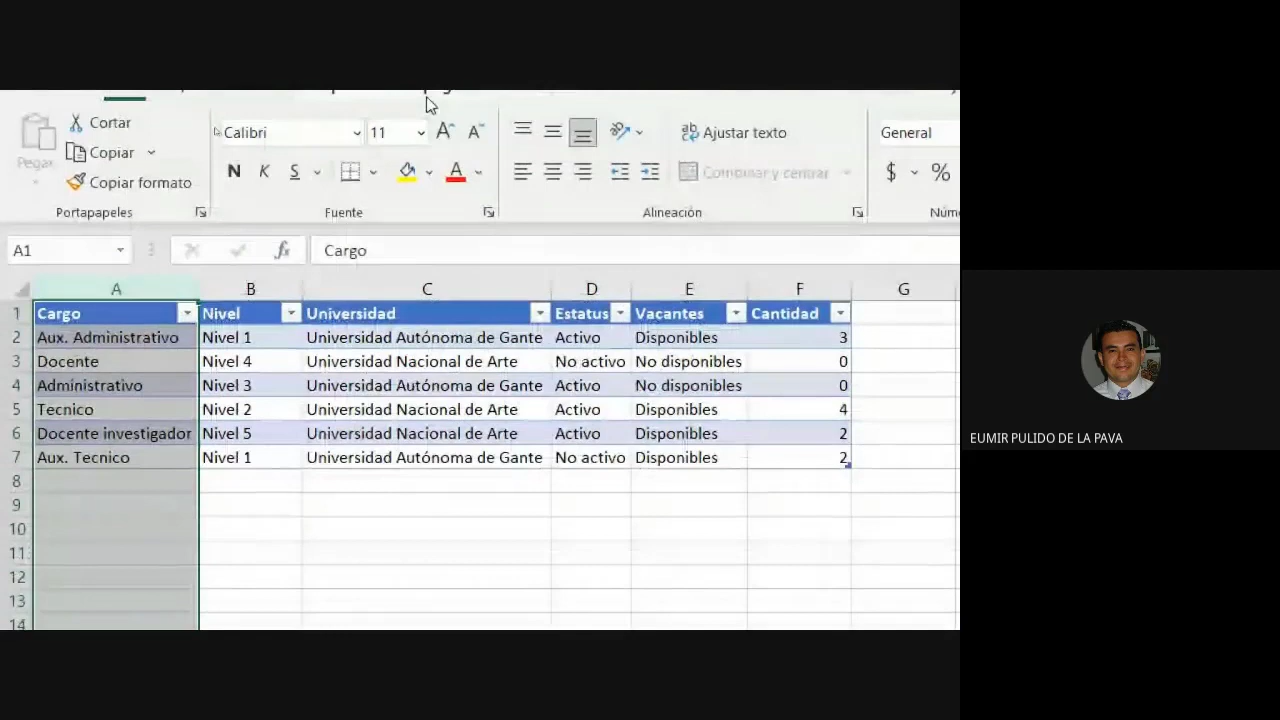 Cortar
Calibri 11
Ajustar texto
General
Pegar
Copiar
Copiar formato
N K S
A
Combinar y centrar
$ %
Portapapeles
Fuente
Alineación
Núm
A1
fx
Cargo
A B C D E F G
1 Cargo Nivel Universidad Estatus Vacantes Cantidad
2 Aux. Administrativo Nivel 1 Universidad Autónoma de Gante Activo Disponibles 3
3 Docente Nivel 4 Universidad Nacional de Arte No activo No disponibles 0
4 Administrativo Nivel 3 Universidad Autónoma de Gante Activo No disponibles 0
5 Tecnico Nivel 2 Universidad Nacional de Arte Activo Disponibles 4
6 Docente investigador Nivel 5 Universidad Nacional de Arte Activo Disponibles 2
7 Aux. Tecnico Nivel 1 Universidad Autónoma de Gante No activo Disponibles 2
8
9
10
11
12
13
14
EUMIR PULIDO DE LA PAVA